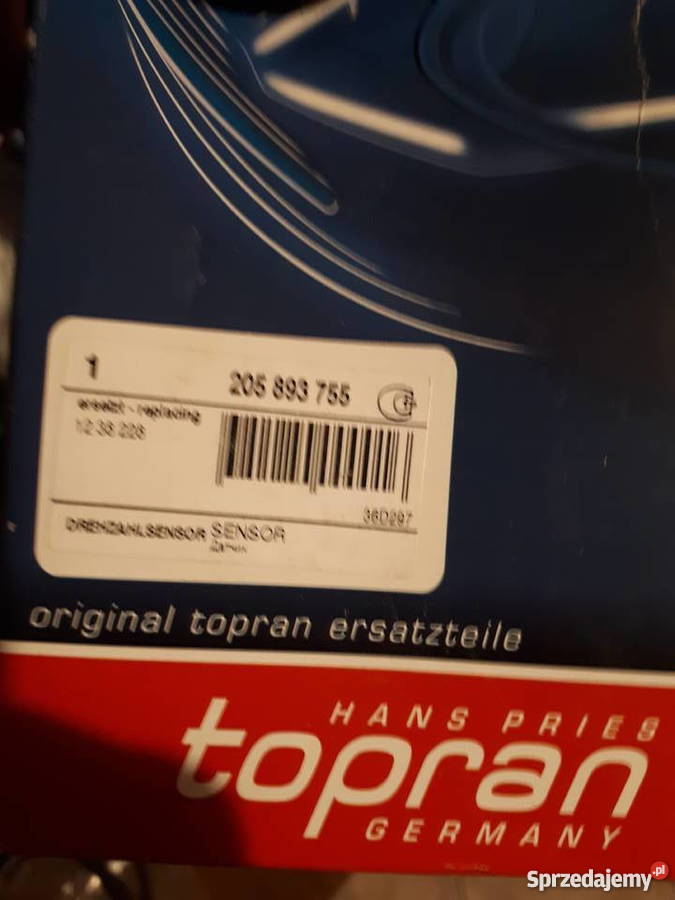 1 205 893 755
ersetzt - replacing
12 38 228
36D297
DREHZAHLSENSOR SENSOR
original topran ersatzteile
HANS PRIES
topran
GERMANY
Sprzedajemy.pl